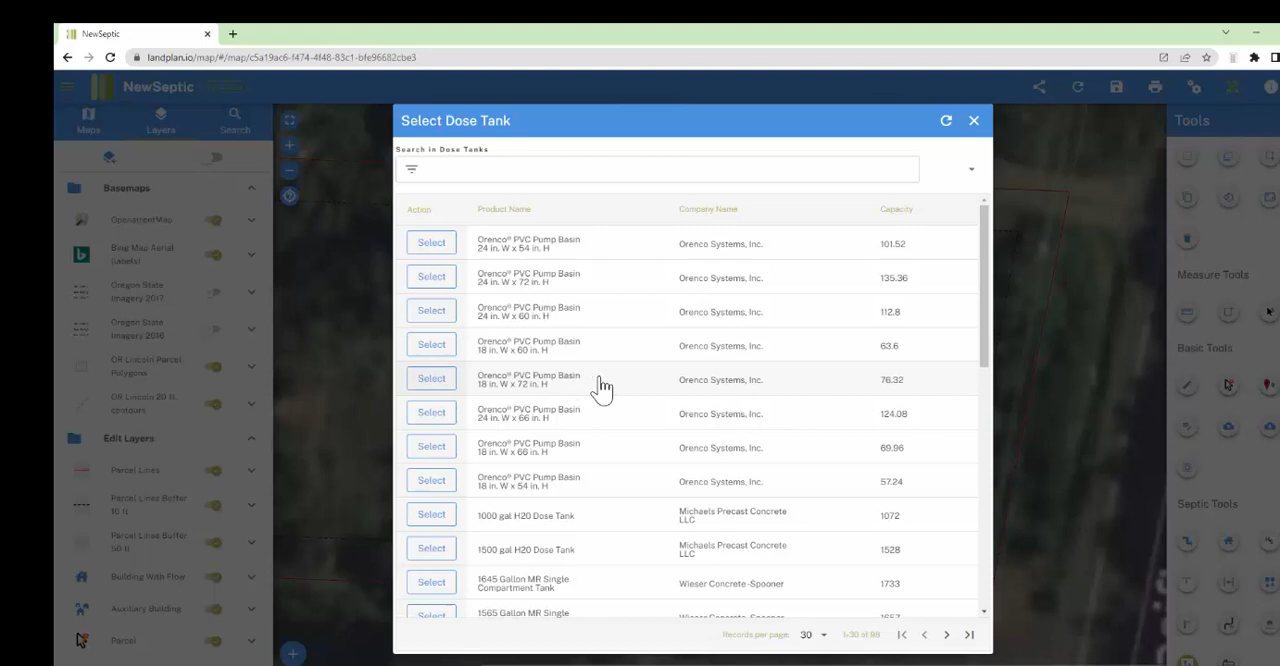 NewSeptic
landplan.io/map/#/map/c5a19ac6-f474-4f48-83c1-bfe96682cbe3
NewSeptic
Maps
Layers
Search
Basemaps
OpenstreetMap
Bing Map Aerial
(labels)
Oregon State
Imagery 2017
Oregon State
Imagery 2016
OR Lincoln Parcel
Polygons
OR Lincoln 20 ft.
contours
Edit Layers
Parcel Lines
Parcel Lines Buffer
10 ft
Parcel Lines Buffer
50 ft
Building With Flow
Auxiliary Building
Parcel
Select Dose Tank
Search in Dose Tanks
Action Product Name Company Name Capacity
Select Orenco® PVC Pump Basin
24 in. W x 54 in. H Orenco Systems, Inc. 101.52
Select Orenco® PVC Pump Basin
24 in. W x 72 in. H Orenco Systems, Inc. 135.36
Select Orenco® PVC Pump Basin
24 in. W x 60 in. H Orenco Systems, Inc. 112.8
Select Orenco® PVC Pump Basin
18 in. W x 60 in. H Orenco Systems, Inc. 63.6
Select Orenco® PVC Pump Basin
18 in. W x 72 in. H Orenco Systems, Inc. 76.32
Select Orenco® PVC Pump Basin
24 in. W x 66 in. H Orenco Systems, Inc. 124.08
Select Orenco® PVC Pump Basin
18 in. W x 66 in. H Orenco Systems, Inc. 69.96
Select Orenco® PVC Pump Basin
18 in. W x 54 in. H Orenco Systems, Inc. 57.24
Select 1000 gal H20 Dose Tank Michaels Precast Concrete
LLC 1072
Select 1500 gal H20 Dose Tank Michaels Precast Concrete
LLC 1528
Select 1645 Gallon MR Single
Compartment Tank Wieser Concrete -Spooner 1733
Select 1565 Gallon MR Single Wieser Concrete-Spooner 1657
Records per page: 30 1-30 of 98
Tools
Measure Tools
Basic Tools
Septic Tools